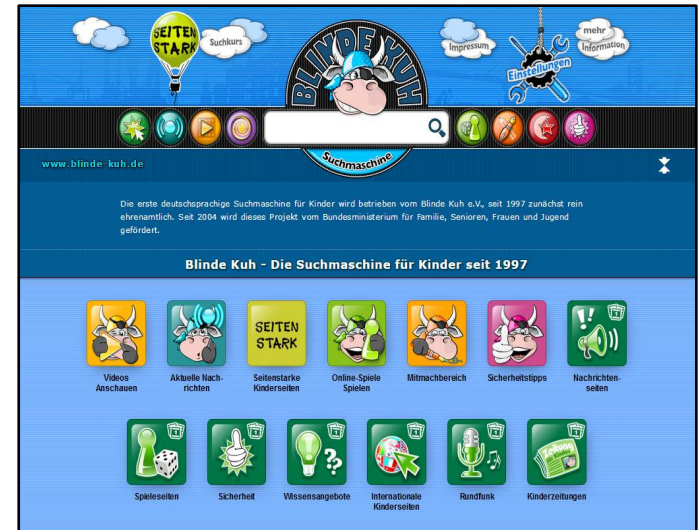 SEITEN
STARK
Suchkurs
BLINDE KUH
Impressum
mehr
Information
Einstellungen
Suchmaschine
www.blinde-kuh.de
Die erste deutschsprachige Suchmaschine für Kinder wird betrieben vom Blinde Kuh e.V., seit 1997 zunächst rein
ehrenamtlich. Seit 2004 wird dieses Projekt vom Bundesministerium für Familie, Senioren, Frauen und Jugend
gefördert.
Blinde Kuh - Die Suchmaschine für Kinder seit 1997
SEITEN
STARK
!!
Videos
Anschauen
Aktuelle Nach-
richten
Seitenstarke
Kinderseiten
Online-Spiele
Spielen
Mitmachbereich
Sicherheitstipps
Nachrichten-
seiten
??
Zeitung
Spieleseiten
Sicherheit
Wissensangebote
Internationale
Kinderseiten
Rundfunk
Kinderzeitungen